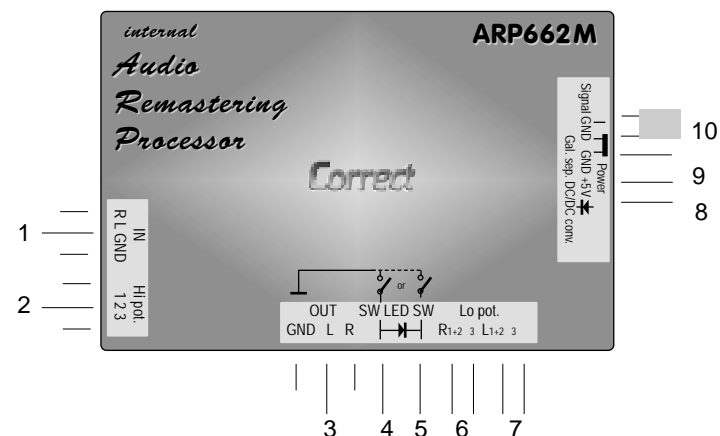 internal
Audio
Remastering
Processor
ARP662M
Correct
Signal GND
Power
GND +5V
Gal. sep. DC/DC conv.
10
9
8
1
2
IN
R L GND
Hi pot.
1 2 3
or
OUT SW LED SW Lo pot.
GND L R R1+2 3 L1+2 3
3 4 5 6 7